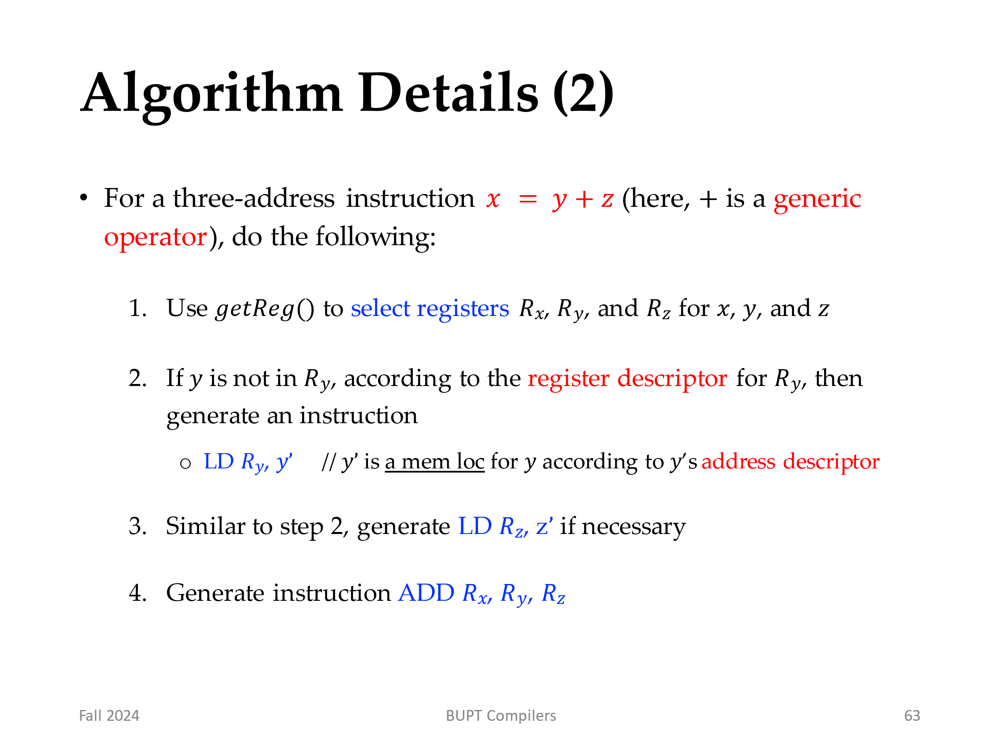 Algorithm Details (2)
• For a three-address instruction x = y + z (here, + is a generic
operator), do the following:
1. Use getReg() to select registers Rₓ, R_y, and R_z for x, y, and z
2. If y is not in R_y, according to the register descriptor for R_y, then
generate an instruction
○ LD R_y, y’ // y’ is a mem loc for y according to y’s address descriptor
3. Similar to step 2, generate LD R_z, z’ if necessary
4. Generate instruction ADD Rₓ, R_y, R_z
Fall 2024 BUPT Compilers 63